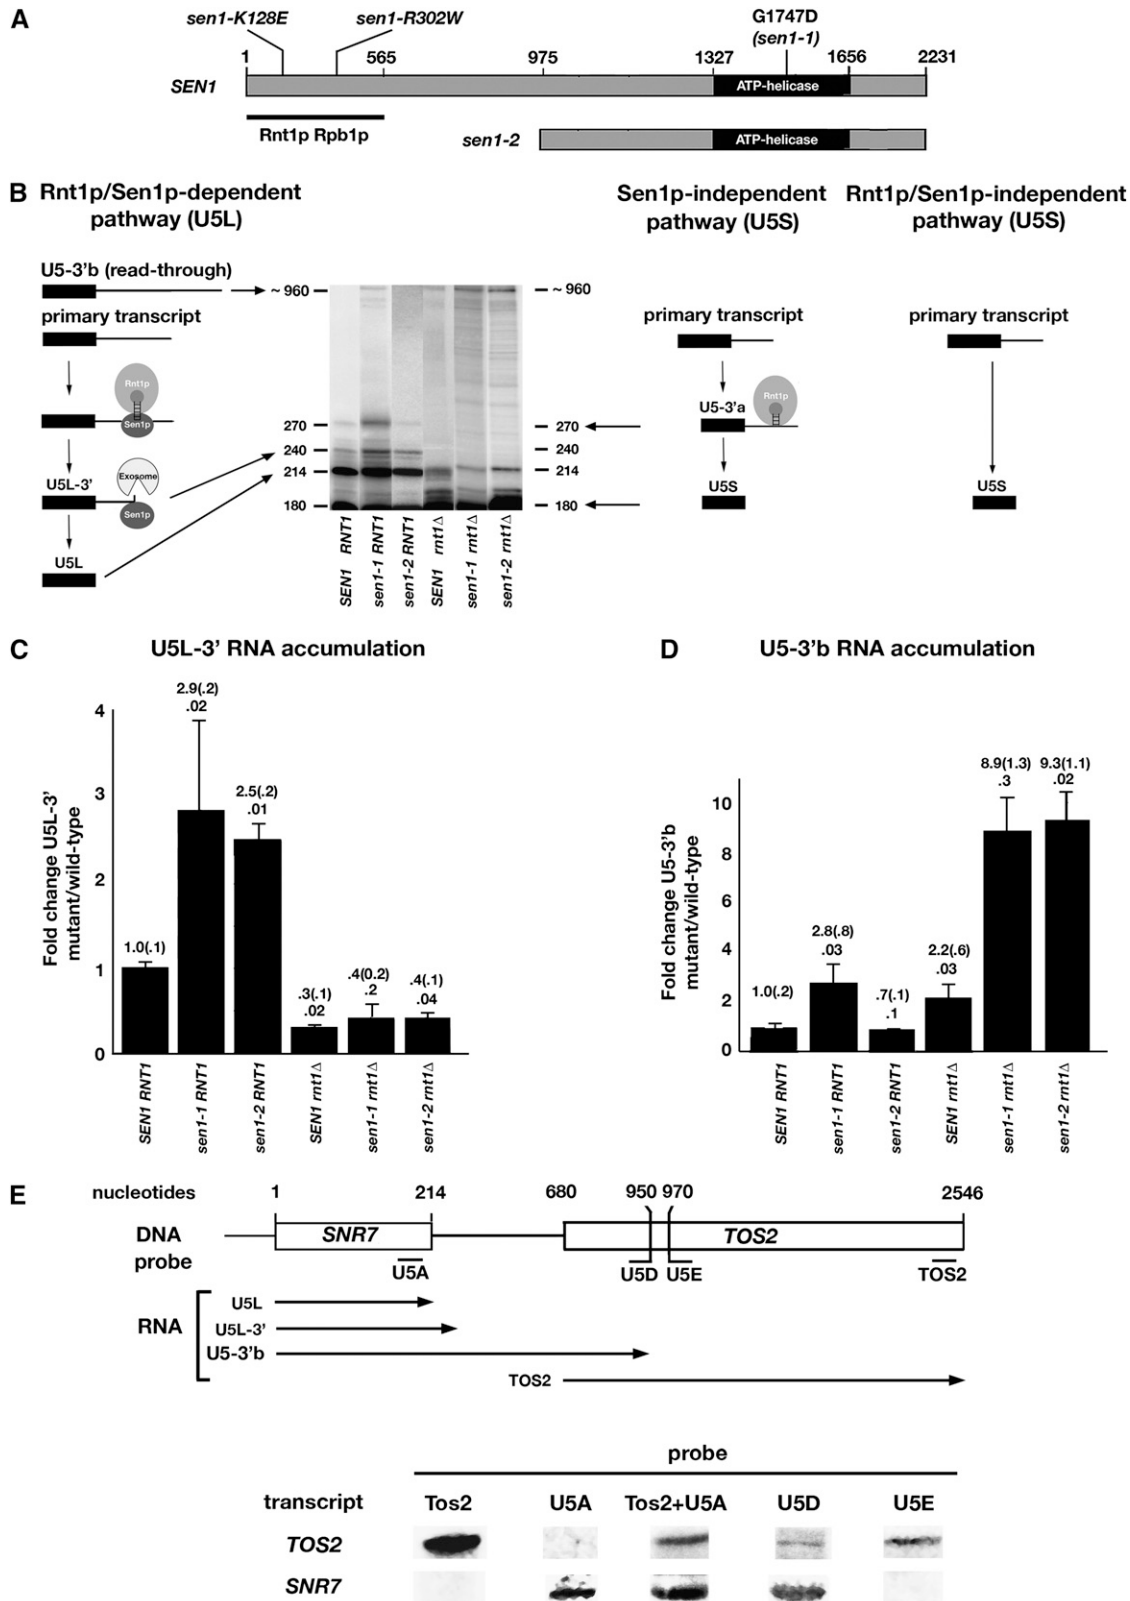 A
sen1-K128E
sen1-R302W
G1747D
(sen1-1)
1
565
975
1327
1656
2231
SEN1
ATP-helicase
Rnt1p Rpb1p
sen1-2
ATP-helicase
B
Rnt1p/Sen1p-dependent
pathway (U5L)
Sen1p-independent
pathway (U5S)
Rnt1p/Sen1p-independent
pathway (U5S)
U5-3'b (read-through)
primary transcript
Rnt1p
Sen1p
U5L-3'
Exosome
Sen1p
U5L
~ 960
270
240
214
180
~ 960
270
240
214
180
SEN1 RNT1
sen1-1 RNT1
sen1-2 RNT1
SEN1 rnt1Δ
sen1-1 rnt1Δ
sen1-2 rnt1Δ
primary transcript
U5-3'a
Rnt1p
U5S
primary transcript
U5S
C
U5L-3' RNA accumulation
Fold change U5L-3'
mutant/wild-type
4
3
2
1
0
1.0(.1)
2.9(.2)
.02
2.5(.2)
.01
.3(.1)
.02
.4(0.2)
.2
.4(.1)
.04
SEN1 RNT1
sen1-1 RNT1
sen1-2 RNT1
SEN1 rnt1Δ
sen1-1 rnt1Δ
sen1-2 rnt1Δ
D
U5-3'b RNA accumulation
Fold change U5-3'b
mutant/wild-type
10
8
6
4
2
0
1.0(.2)
2.8(.8)
.03
.7(.1)
.1
2.2(.6)
.03
8.9(1.3)
.3
9.3(1.1)
.02
SEN1 RNT1
sen1-1 RNT1
sen1-2 RNT1
SEN1 rnt1Δ
sen1-1 rnt1Δ
sen1-2 rnt1Δ
E
nucleotides
1
214
680
950
970
2546
DNA
SNR7
TOS2
probe
U5A
U5D
U5E
TOS2
RNA
U5L
U5L-3'
U5-3'b
TOS2
probe
transcript
Tos2
U5A
Tos2+U5A
U5D
U5E
TOS2
SNR7